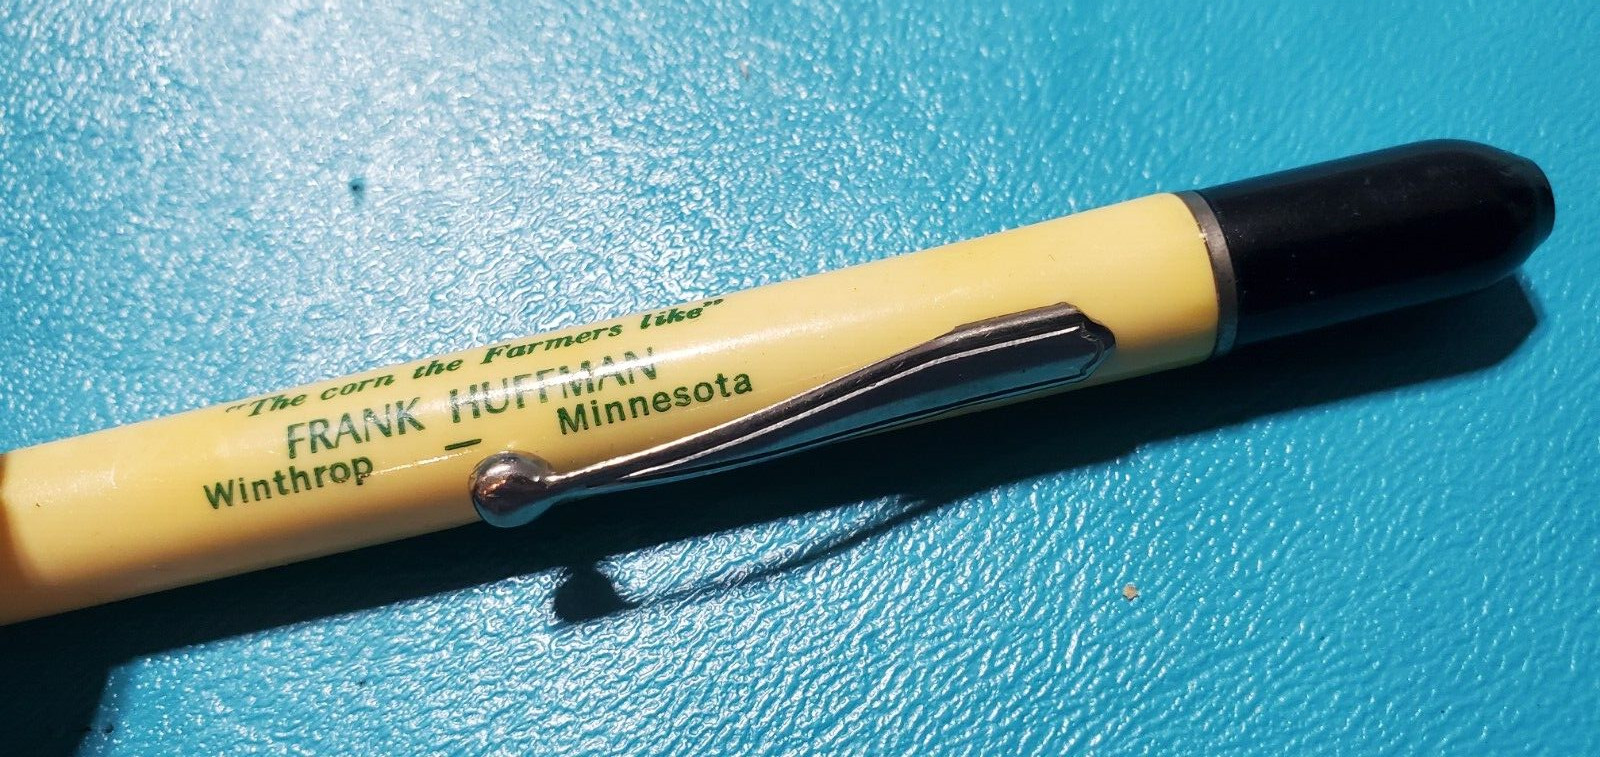 "The corn the Farmers like"
FRANK HUFFMAN
Winthrop — Minnesota